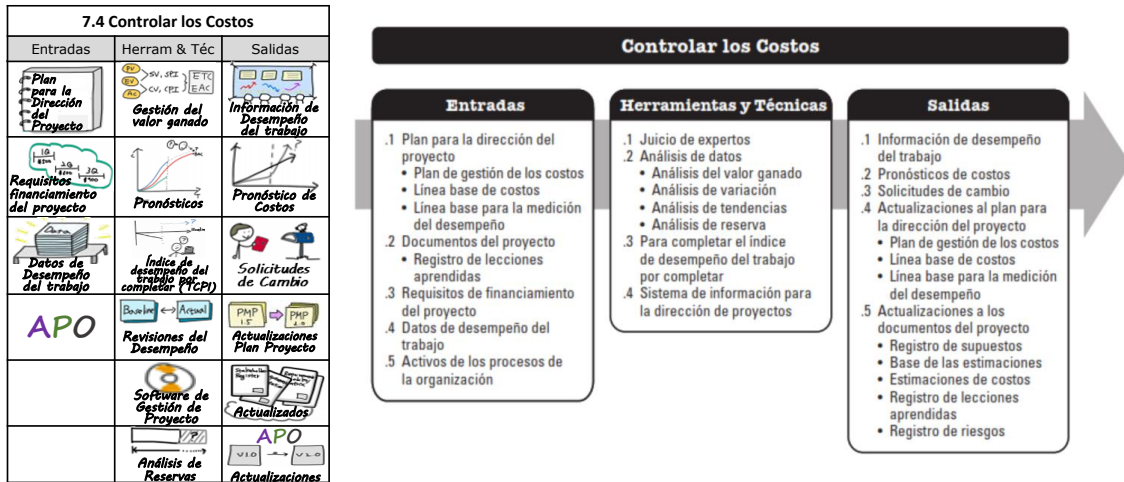 7.4 Controlar los Costos
Entradas
Herram & Téc
Salidas
Plan
para la
Dirección
del
Proyecto
PV
EV
AC
SV, SPI
CV, CPI
ETC
EAC
Gestión del
valor ganado
Información de
Desempeño
del trabajo
1Q
2Q
3Q
Requisitos
financiamiento
del proyecto
Pronósticos
Pronóstico de
Costos
Data
Datos de
Desempeño
del trabajo
Índice de
desempeño del
trabajo por
completar (TCPI)
Solicitudes
de Cambio
APO
Baseline
Actual
Revisiones del
Desempeño
PMP
1.5
PMP
2.0
Actualizaciones
Plan Proyecto
Software de
Gestión de
Proyecto
Stakeholder
Register
Actualizados
?
Análisis de
Reservas
APO
V1.0
V2.0
Actualizaciones
Controlar los Costos
Entradas
.1 Plan para la dirección del
proyecto
• Plan de gestión de los costos
• Línea base de costos
• Línea base para la medición
del desempeño
.2 Documentos del proyecto
• Registro de lecciones
aprendidas
.3 Requisitos de financiamiento
del proyecto
.4 Datos de desempeño del
trabajo
.5 Activos de los procesos de
la organización
Herramientas y Técnicas
.1 Juicio de expertos
.2 Análisis de datos
• Análisis del valor ganado
• Análisis de variación
• Análisis de tendencias
• Análisis de reserva
.3 Para completar el índice
de desempeño del trabajo
por completar
.4 Sistema de información para
la dirección de proyectos
Salidas
.1 Información de desempeño
del trabajo
.2 Pronósticos de costos
.3 Solicitudes de cambio
.4 Actualizaciones al plan para
la dirección del proyecto
• Plan de gestión de los costos
• Línea base de costos
• Línea base para la medición
del desempeño
.5 Actualizaciones a los
documentos del proyecto
• Registro de supuestos
• Base de las estimaciones
• Estimaciones de costos
• Registro de lecciones
aprendidas
• Registro de riesgos